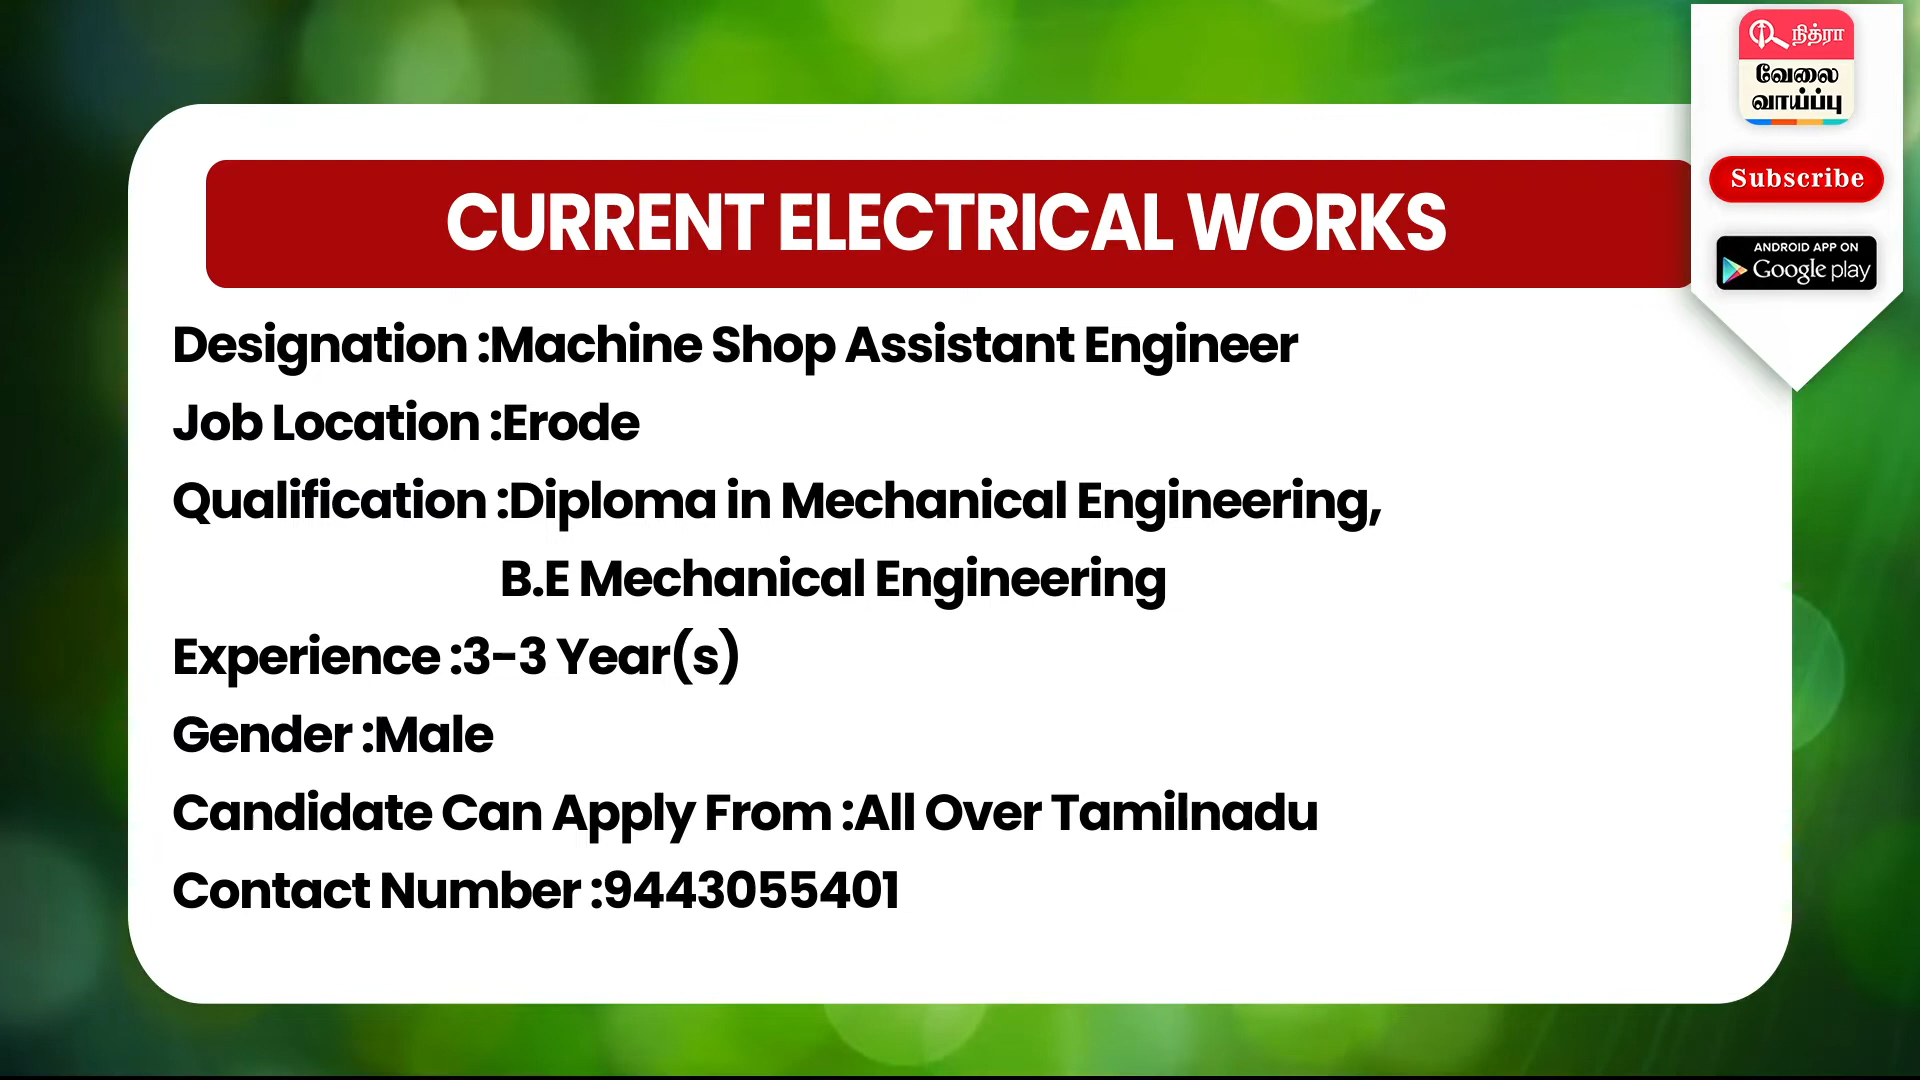 நித்ரா
வேலை
வாய்ப்பு
Subscribe
ANDROID APP ON
Google play
CURRENT ELECTRICAL WORKS
Designation :Machine Shop Assistant Engineer
Job Location :Erode
Qualification :Diploma in Mechanical Engineering,
B.E Mechanical Engineering
Experience :3-3 Year(s)
Gender :Male
Candidate Can Apply From :All Over Tamilnadu
Contact Number :9443055401